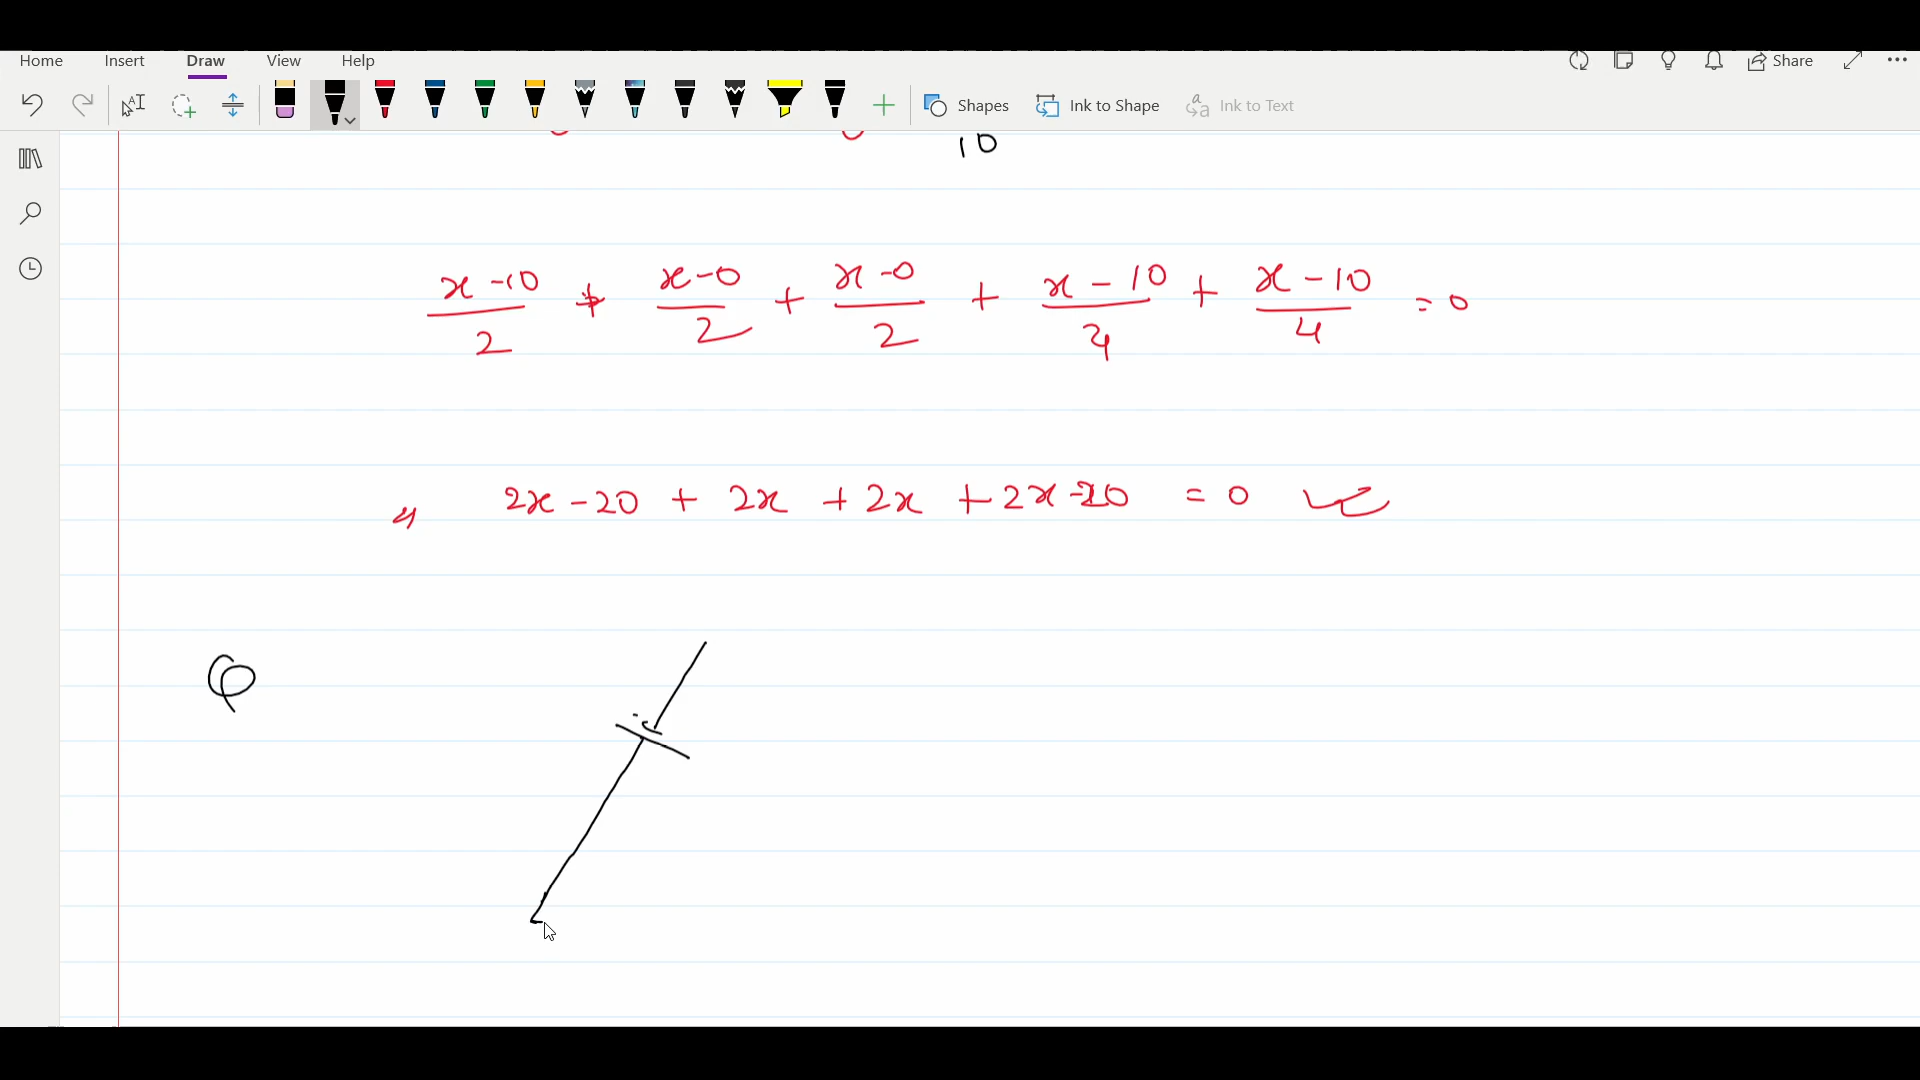 Home Insert Draw View Help Share
Shapes Ink to Shape Ink to Text
10
x-10/2 + x-0/2 + x-0/2 + x-10/4 + x-10/4 = 0
2x-20 + 2x + 2x + 2x-20 = 0
Q